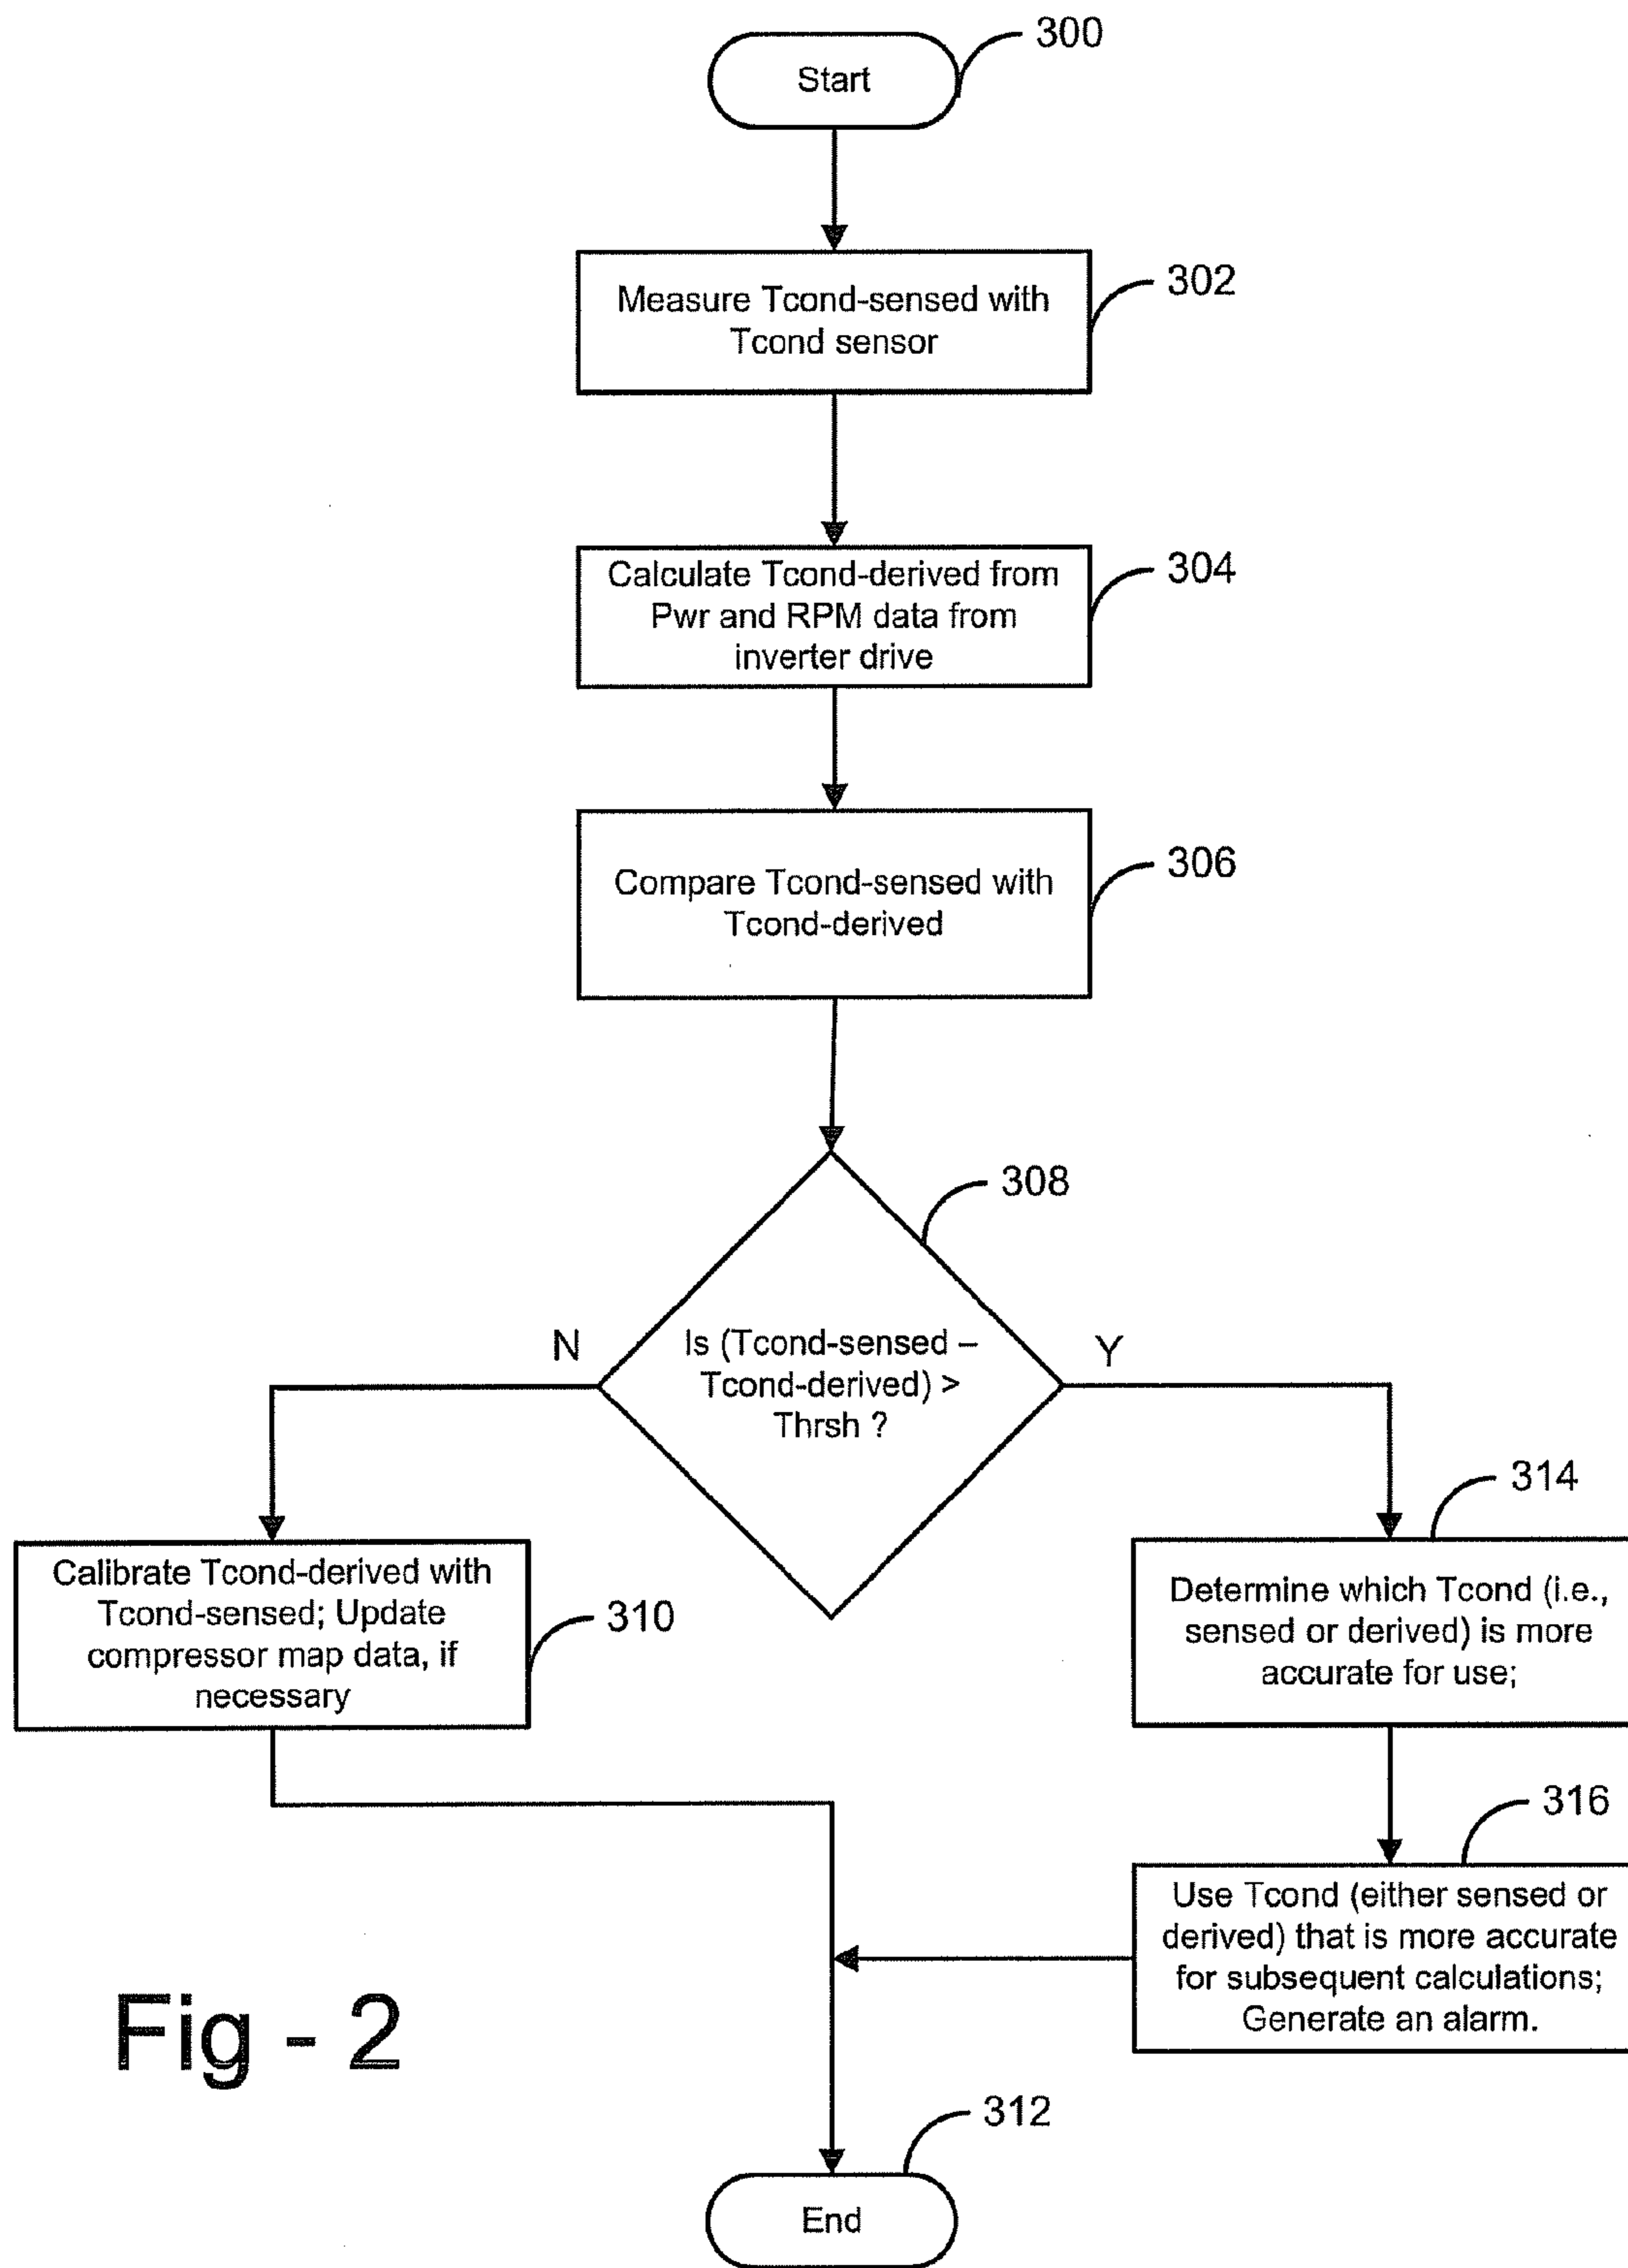 300
Start
302
Measure Tcond-sensed with
Tcond sensor
304
Calculate Tcond-derived from
Pwr and RPM data from
inverter drive
306
Compare Tcond-sensed with
Tcond-derived
308
N
Is (Tcond-sensed –
Tcond-derived) >
Thrsh ?
Y
310
Calibrate Tcond-derived with
Tcond-sensed; Update
compressor map data, if
necessary
314
Determine which Tcond (i.e.,
sensed or derived) is more
accurate for use;
316
Use Tcond (either sensed or
derived) that is more accurate
for subsequent calculations;
Generate an alarm.
Fig - 2
312
End